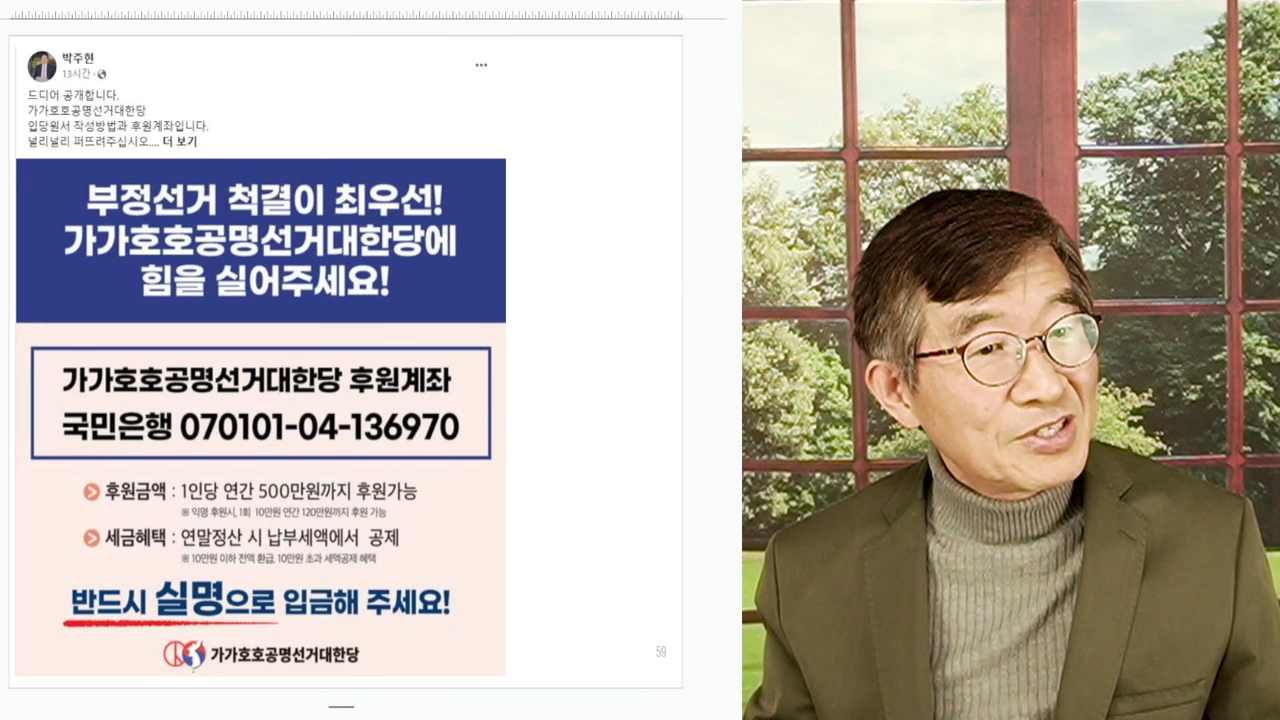 박주현
13시간 ·
드디어 공개합니다.
가가호호공명선거대한당
입당원서 작성방법과 후원계좌입니다.
널리널리 퍼뜨려주십시오.... 더 보기
부정선거 척결이 최우선!
가가호호공명선거대한당에
힘을 실어주세요!
가가호호공명선거대한당 후원계좌
국민은행 070101-04-136970
후원금액 : 1인당 연간 500만원까지 후원가능
※ 익명 후원시, 1회 10만원 연간 120만원까지 후원 가능
세금혜택 : 연말정산 시 납부세액에서 공제
※ 10만원 이하 전액 환급, 10만원 초과 세액공제 혜택
반드시 실명으로 입금해 주세요!
가가호호공명선거대한당
59